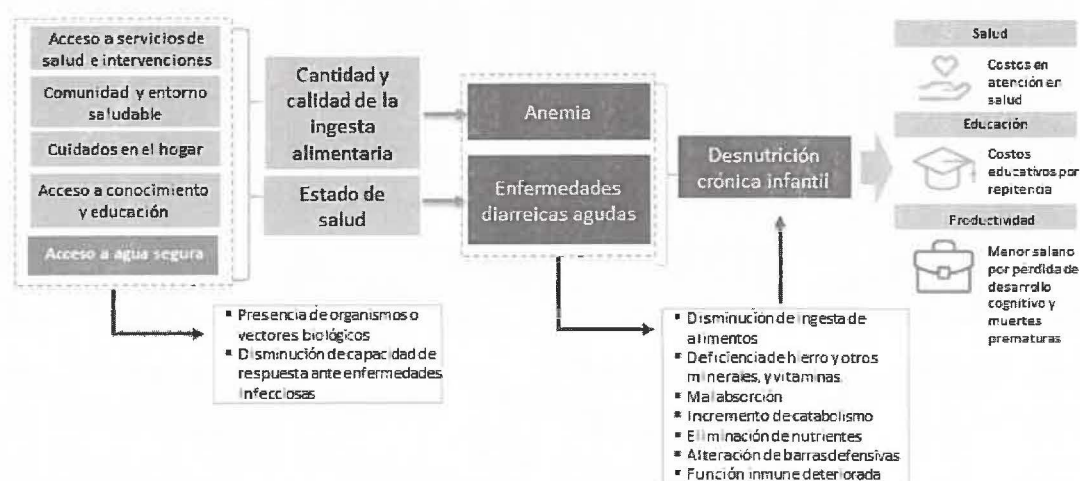 Acceso a servicios de
salud e intervenciones
Comunidad y entorno
saludable
Cuidados en el hogar
Acceso a conocimiento
y educación
Acceso a agua segura
Cantidad y
calidad de la
ingesta
alimentaria
Estado de
salud
Anemia
Enfermedades
diarreicas agudas
Desnutrición
crónica infantil
Salud
Costos en
atención en
salud
Educación
Costos
educativos por
repitencia
Productividad
Menor salario
por pérdida de
desarrollo
cognitivo y
muertes
prematuras
▪ Presencia de organismos o
vectores biológicos
▪ Disminución de capacidad de
respuesta ante enfermedades
infecciosas
▪ Disminución de ingesta de
alimentos
▪ Deficiencia de hierro y otros
minerales, y vitaminas
▪ Malabsorción
▪ Incremento de catabolismo
▪ Eliminación de nutrientes
▪ Alteración de barras defensivas
▪ Función inmune deteriorada